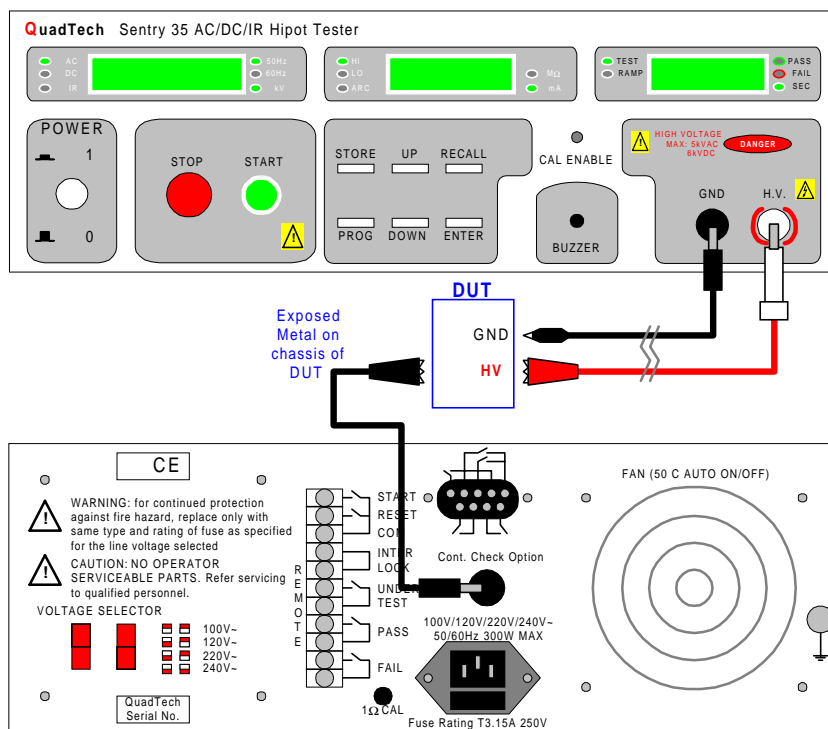 QuadTech Sentry 35 AC/DC/IR Hipot Tester
AC
DC
IR
50Hz
60Hz
kV
HI
LO
ARC
MΩ
mA
TEST
RAMP
PASS
FAIL
SEC
POWER
1
0
STOP
START
STORE UP RECALL
PROG DOWN ENTER
CAL ENABLE
BUZZER
HIGH VOLTAGE
MAX: 5kVAC
6kVDC
DANGER
GND
H.V.
DUT
GND
HV
Exposed
Metal on
chassis of
DUT
CE
WARNING: for continued protection
against fire hazard, replace only with
same type and rating of fuse as specified
for the line voltage selected
CAUTION: NO OPERATOR
SERVICEABLE PARTS. Refer servicing
to qualified personnel.
VOLTAGE SELECTOR
100V~
120V~
220V~
240V~
QuadTech
Serial No.
REMOTE
START
RESET
COM
INTER
LOCK
UNDER
TEST
PASS
FAIL
1Ω CAL
Cont. Check Option
100V/120V/220V/240V~
50/60Hz 300W MAX
Fuse Rating T3.15A 250V
FAN (50 C AUTO ON/OFF)